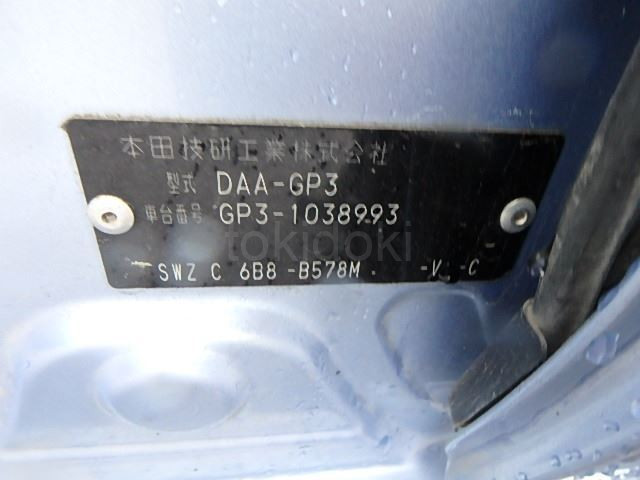 本田技研工業株式会社
型式 DAA-GP3
車台番号 GP3-1038993
tokidoki
SWZ C 6B8 -B578M -V -C